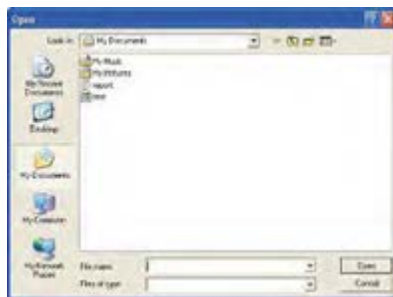 Open
Look in:
My Documents
My Music
My Pictures
report
My Recent
Documents
Desktop
My Documents
My Computer
My Network
Places
File name:
Open
Files of type:
Cancel